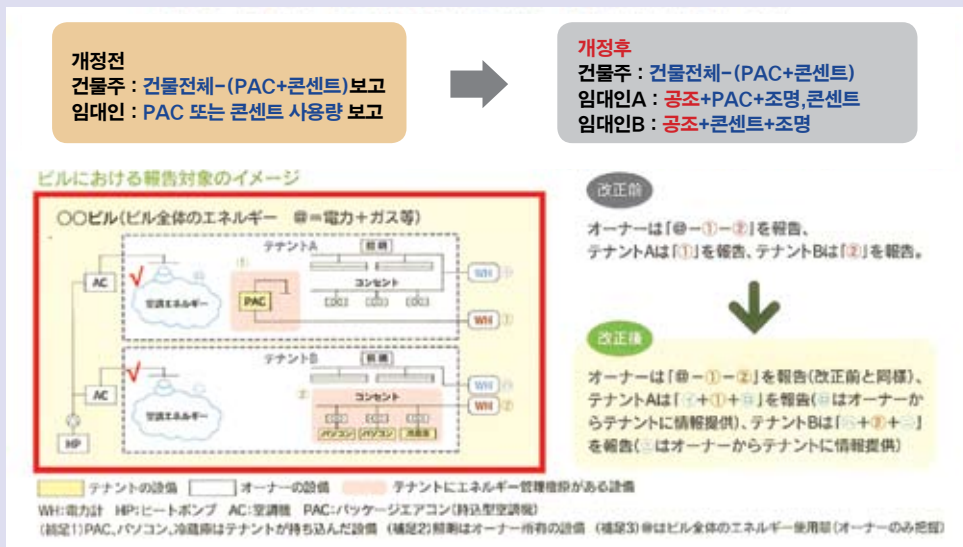 개정전
건물주 : 건물전체-(PAC+콘센트)보고
임대인 : PAC 또는 콘센트 사용량 보고
개정후
건물주 : 건물전체-(PAC+콘센트)
임대인A : 공조+PAC+조명,콘센트
임대인B : 공조+콘센트+조명
ビルにおける報告対象のイメージ
〇〇ビル(ビル全体のエネルギー @=電力+ガス等)
テナントA
照明
①
AC
空調エネルギー
PAC
コンセント
WH
WH ①
テナントB
照明
②
AC
空調エネルギー
コンセント
パソコン パソコン 冷蔵庫
WH
WH ②
HP
改正前
オーナーは「@-①-②」を報告、
テナントAは「①」を報告、テナントBは「②」を報告。
改正後
オーナーは「@-①-②」を報告(改正前と同様)、
テナントAは「+①+」を報告(はオーナーか
らテナントに情報提供)、テナントBは「+②+」
を報告(はオーナーからテナントに情報提供)
テナントの設備 オーナーの設備 テナントにエネルギー管理権原がある設備
WH:電力計 HP:ヒートポンプ AC:空調機 PAC:パッケージエアコン(持込型空調機)
(補足1)PAC、パソコン、冷蔵庫はテナントが持ち込んだ設備 (補足2)照明はオーナー所有の設備 (補足3)@はビル全体のエネルギー使用量(オーナーのみ把握)